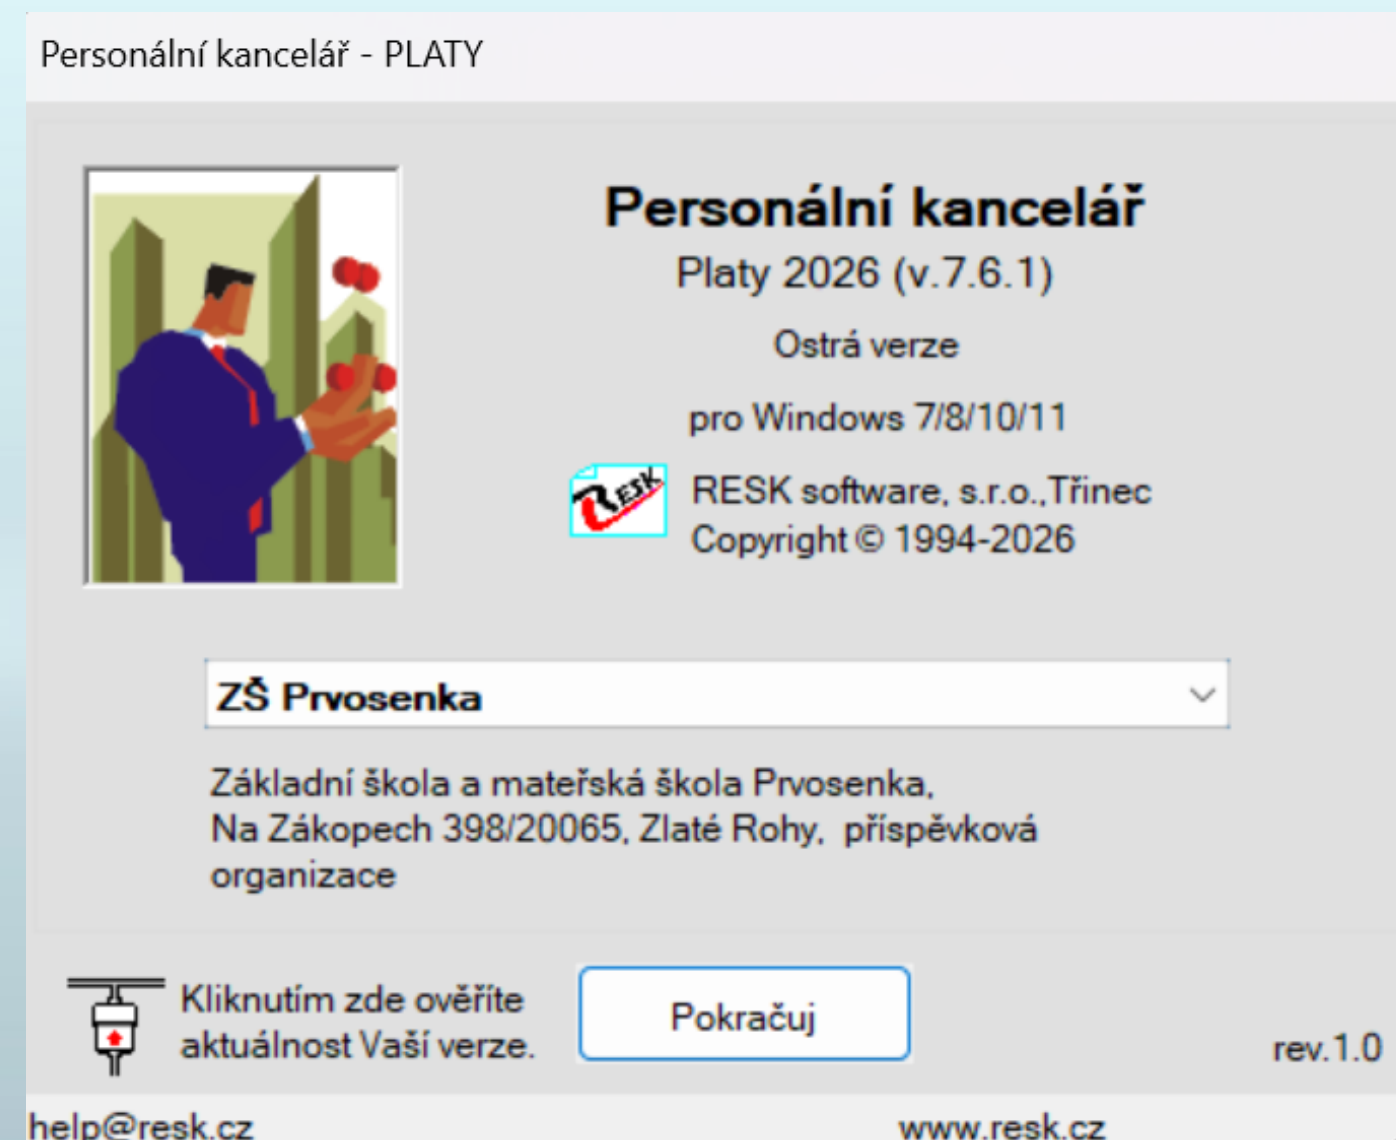 Personální kancelář - PLATY
Personální kancelář
Platy 2026 (v.7.6.1)
Ostrá verze
pro Windows 7/8/10/11
RESK
RESK software, s.r.o.,Třinec
Copyright © 1994-2026
ZŠ Prvosenka
Základní škola a mateřská škola Prvosenka,
Na Zákopech 398/20065, Zlaté Rohy, příspěvková
organizace
Kliknutím zde ověříte
aktuálnost Vaší verze.
Pokračuj
rev.1.0
help@resk.cz
www.resk.cz